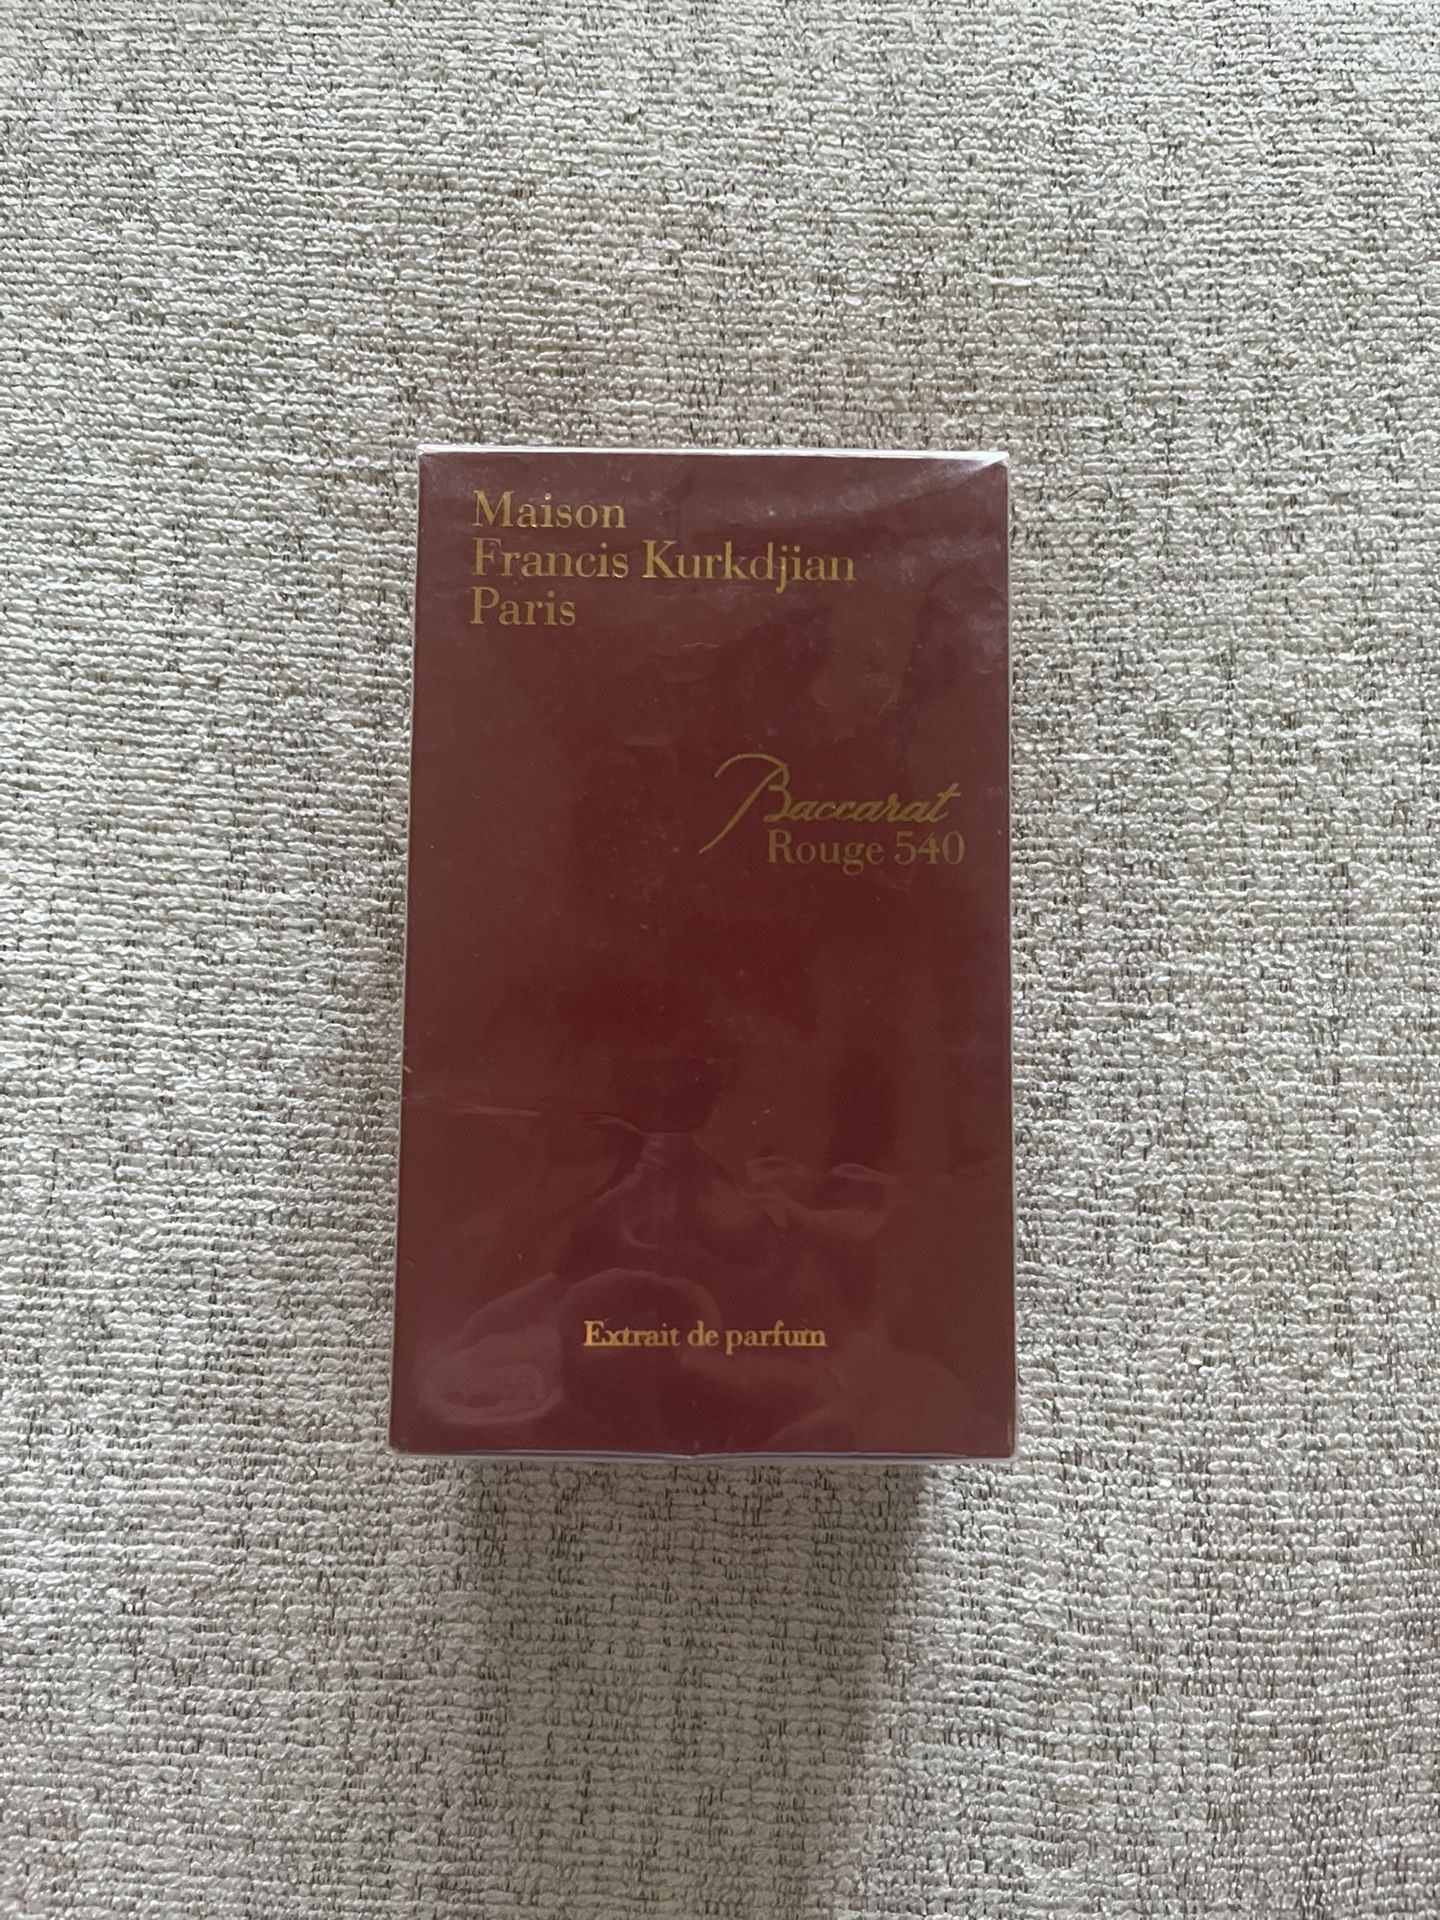 Maison
Francis Kurkdjian
Paris
Baccarat
Rouge 540
Extrait de parfum